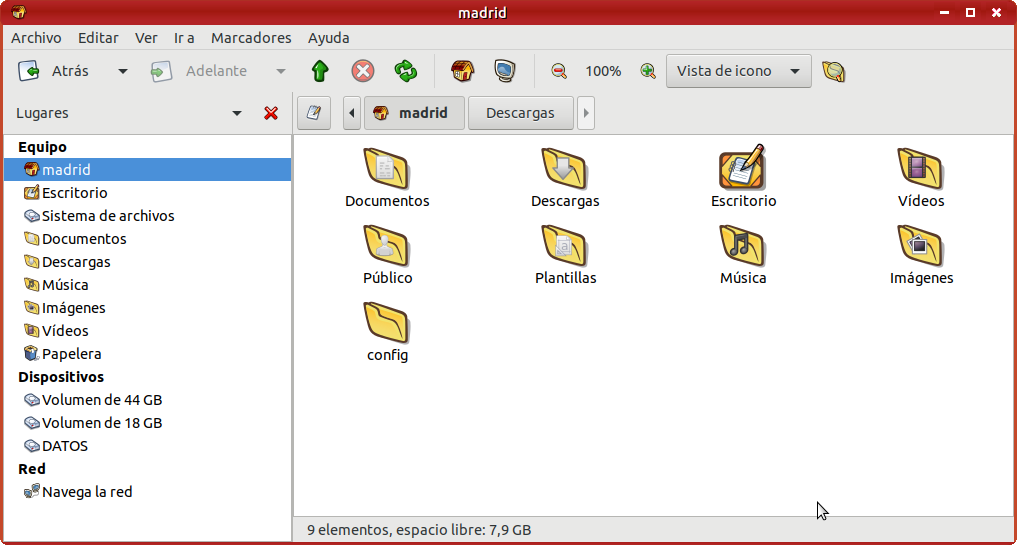 madrid
Archivo Editar Ver Ir a Marcadores Ayuda
Atrás Adelante 100% Vista de icono
Lugares madrid Descargas
Equipo
madrid
Escritorio
Sistema de archivos
Documentos
Descargas
Música
Imágenes
Vídeos
Papelera
Dispositivos
Volumen de 44 GB
Volumen de 18 GB
DATOS
Red
Navega la red
Documentos Descargas Escritorio Vídeos
Público Plantillas Música Imágenes
config
9 elementos, espacio libre: 7,9 GB